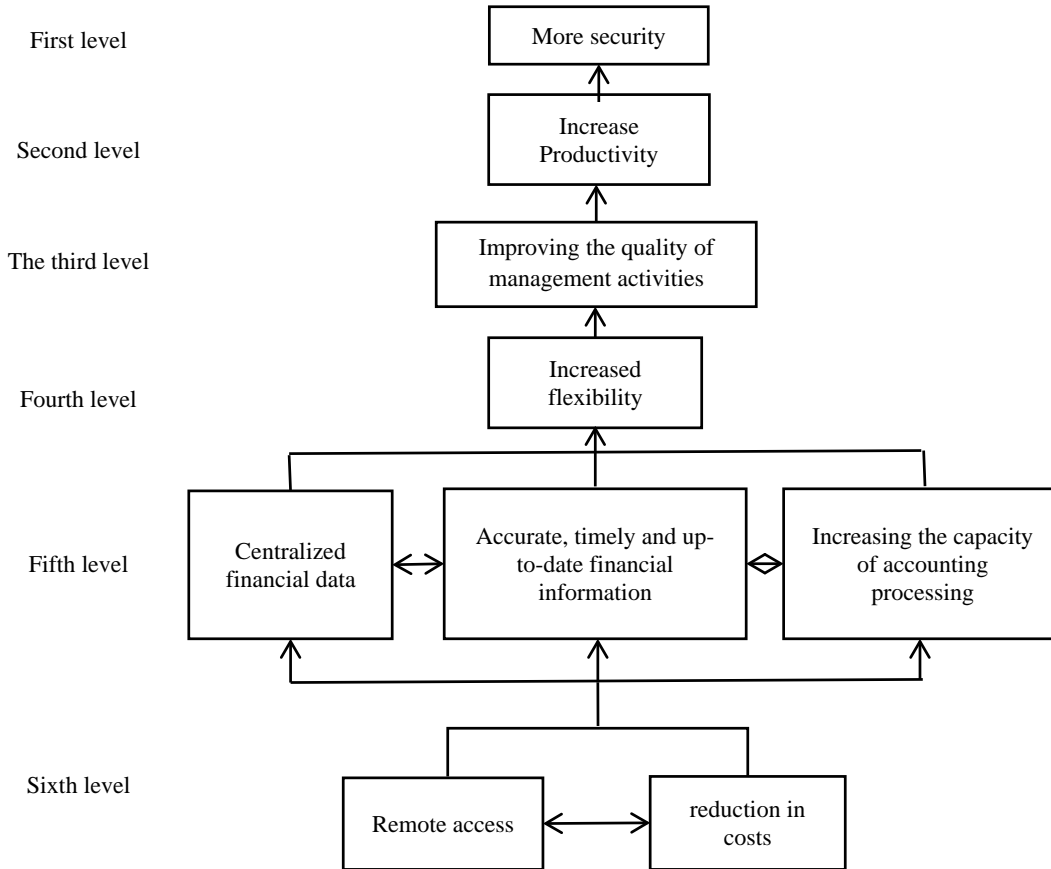 First level
More security
Second level
Increase
Productivity
The third level
Improving the quality of
management activities
Fourth level
Increased
flexibility
Fifth level
Centralized
financial data
Accurate, timely and up-
to-date financial
information
Increasing the capacity
of accounting
processing
Sixth level
Remote access
reduction in
costs